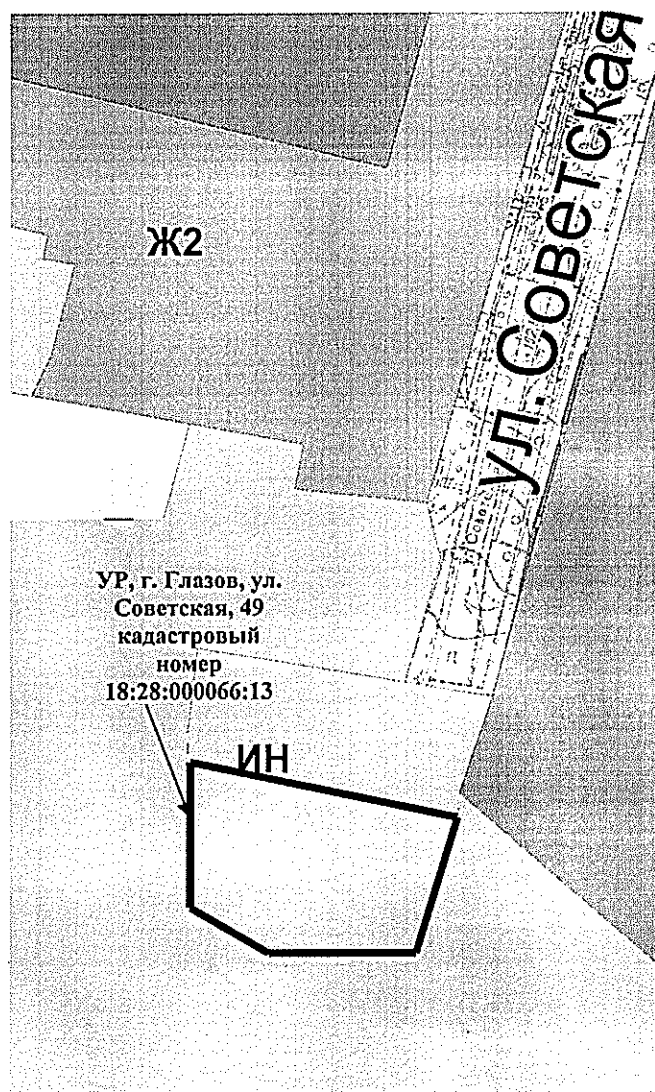 ул. Советская
Ж2
УР, г. Глазов, ул.
Советская, 49
кадастровый
номер
18:28:000066:13
ИН